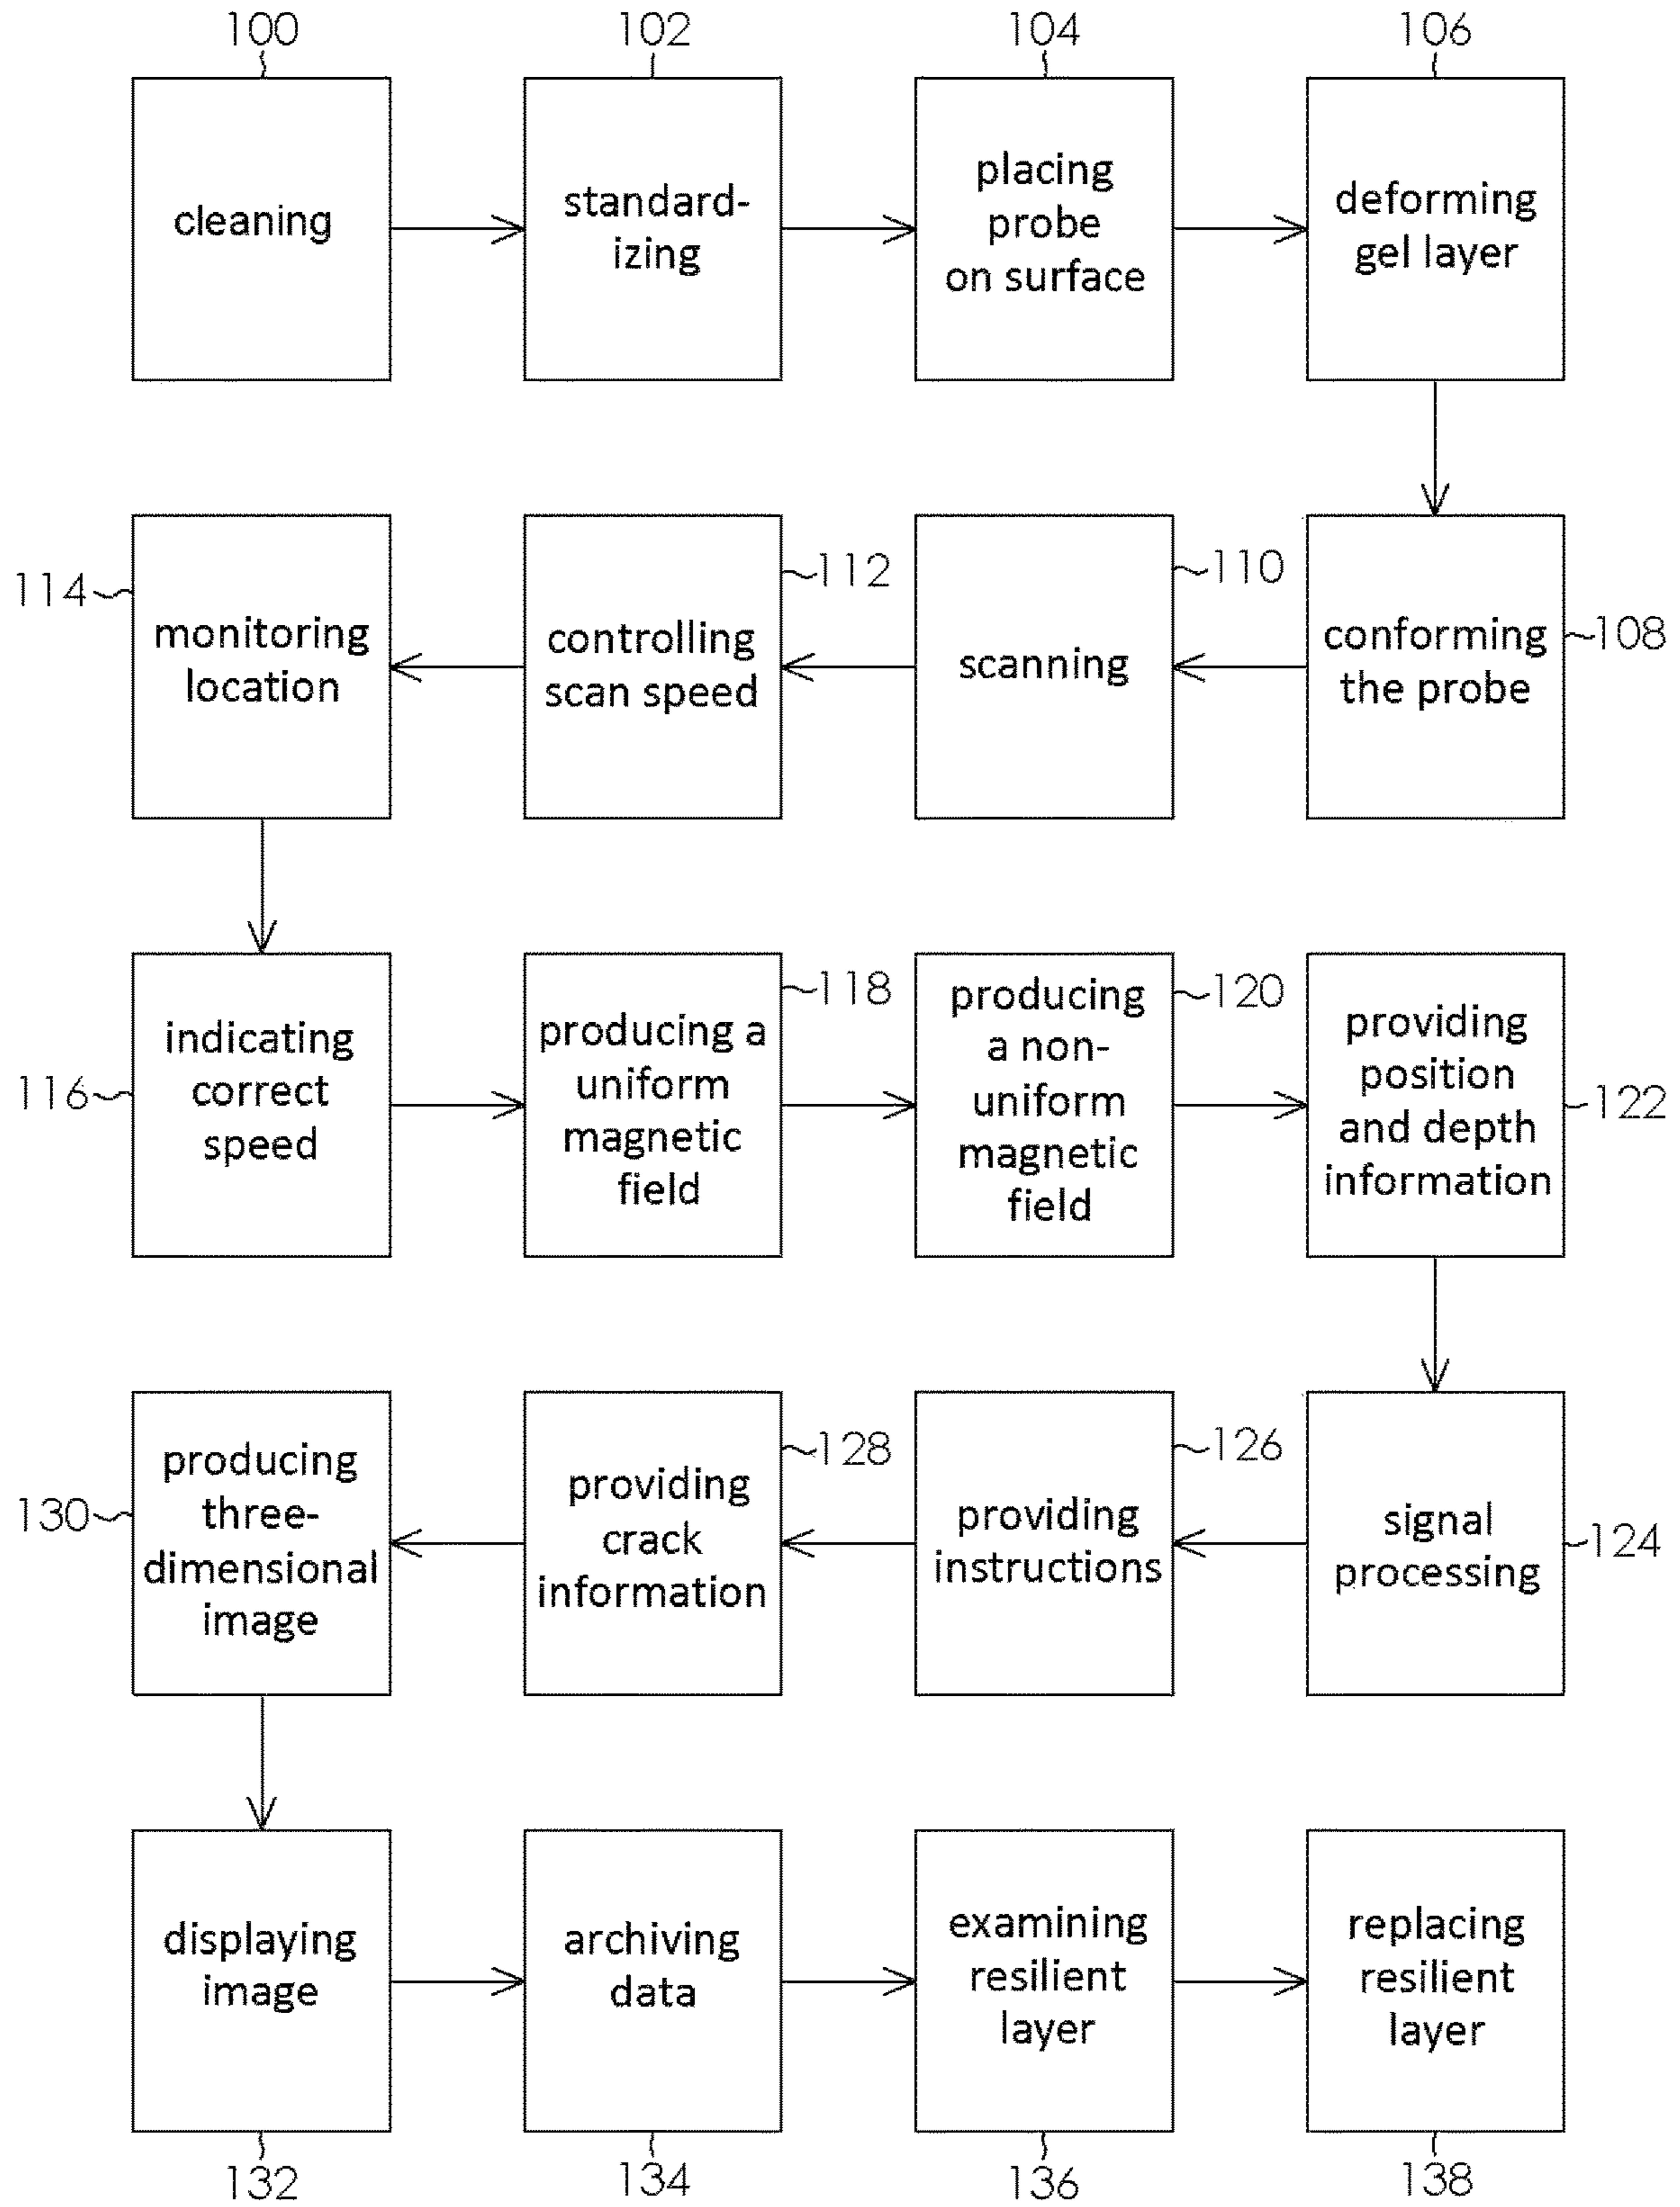 100
102
104
106
cleaning
standard-
izing
placing
probe
on surface
deforming
gel layer
114
monitoring
location
112
controlling
scan speed
110
scanning
108
conforming
the probe
116
indicating
correct
speed
118
producing a
uniform
magnetic
field
120
producing
a non-
uniform
magnetic
field
122
providing
position
and depth
information
130
producing
three-
dimensional
image
128
providing
crack
information
126
providing
instructions
124
signal
processing
displaying
image
archiving
data
examining
resilient
layer
replacing
resilient
layer
132
134
136
138